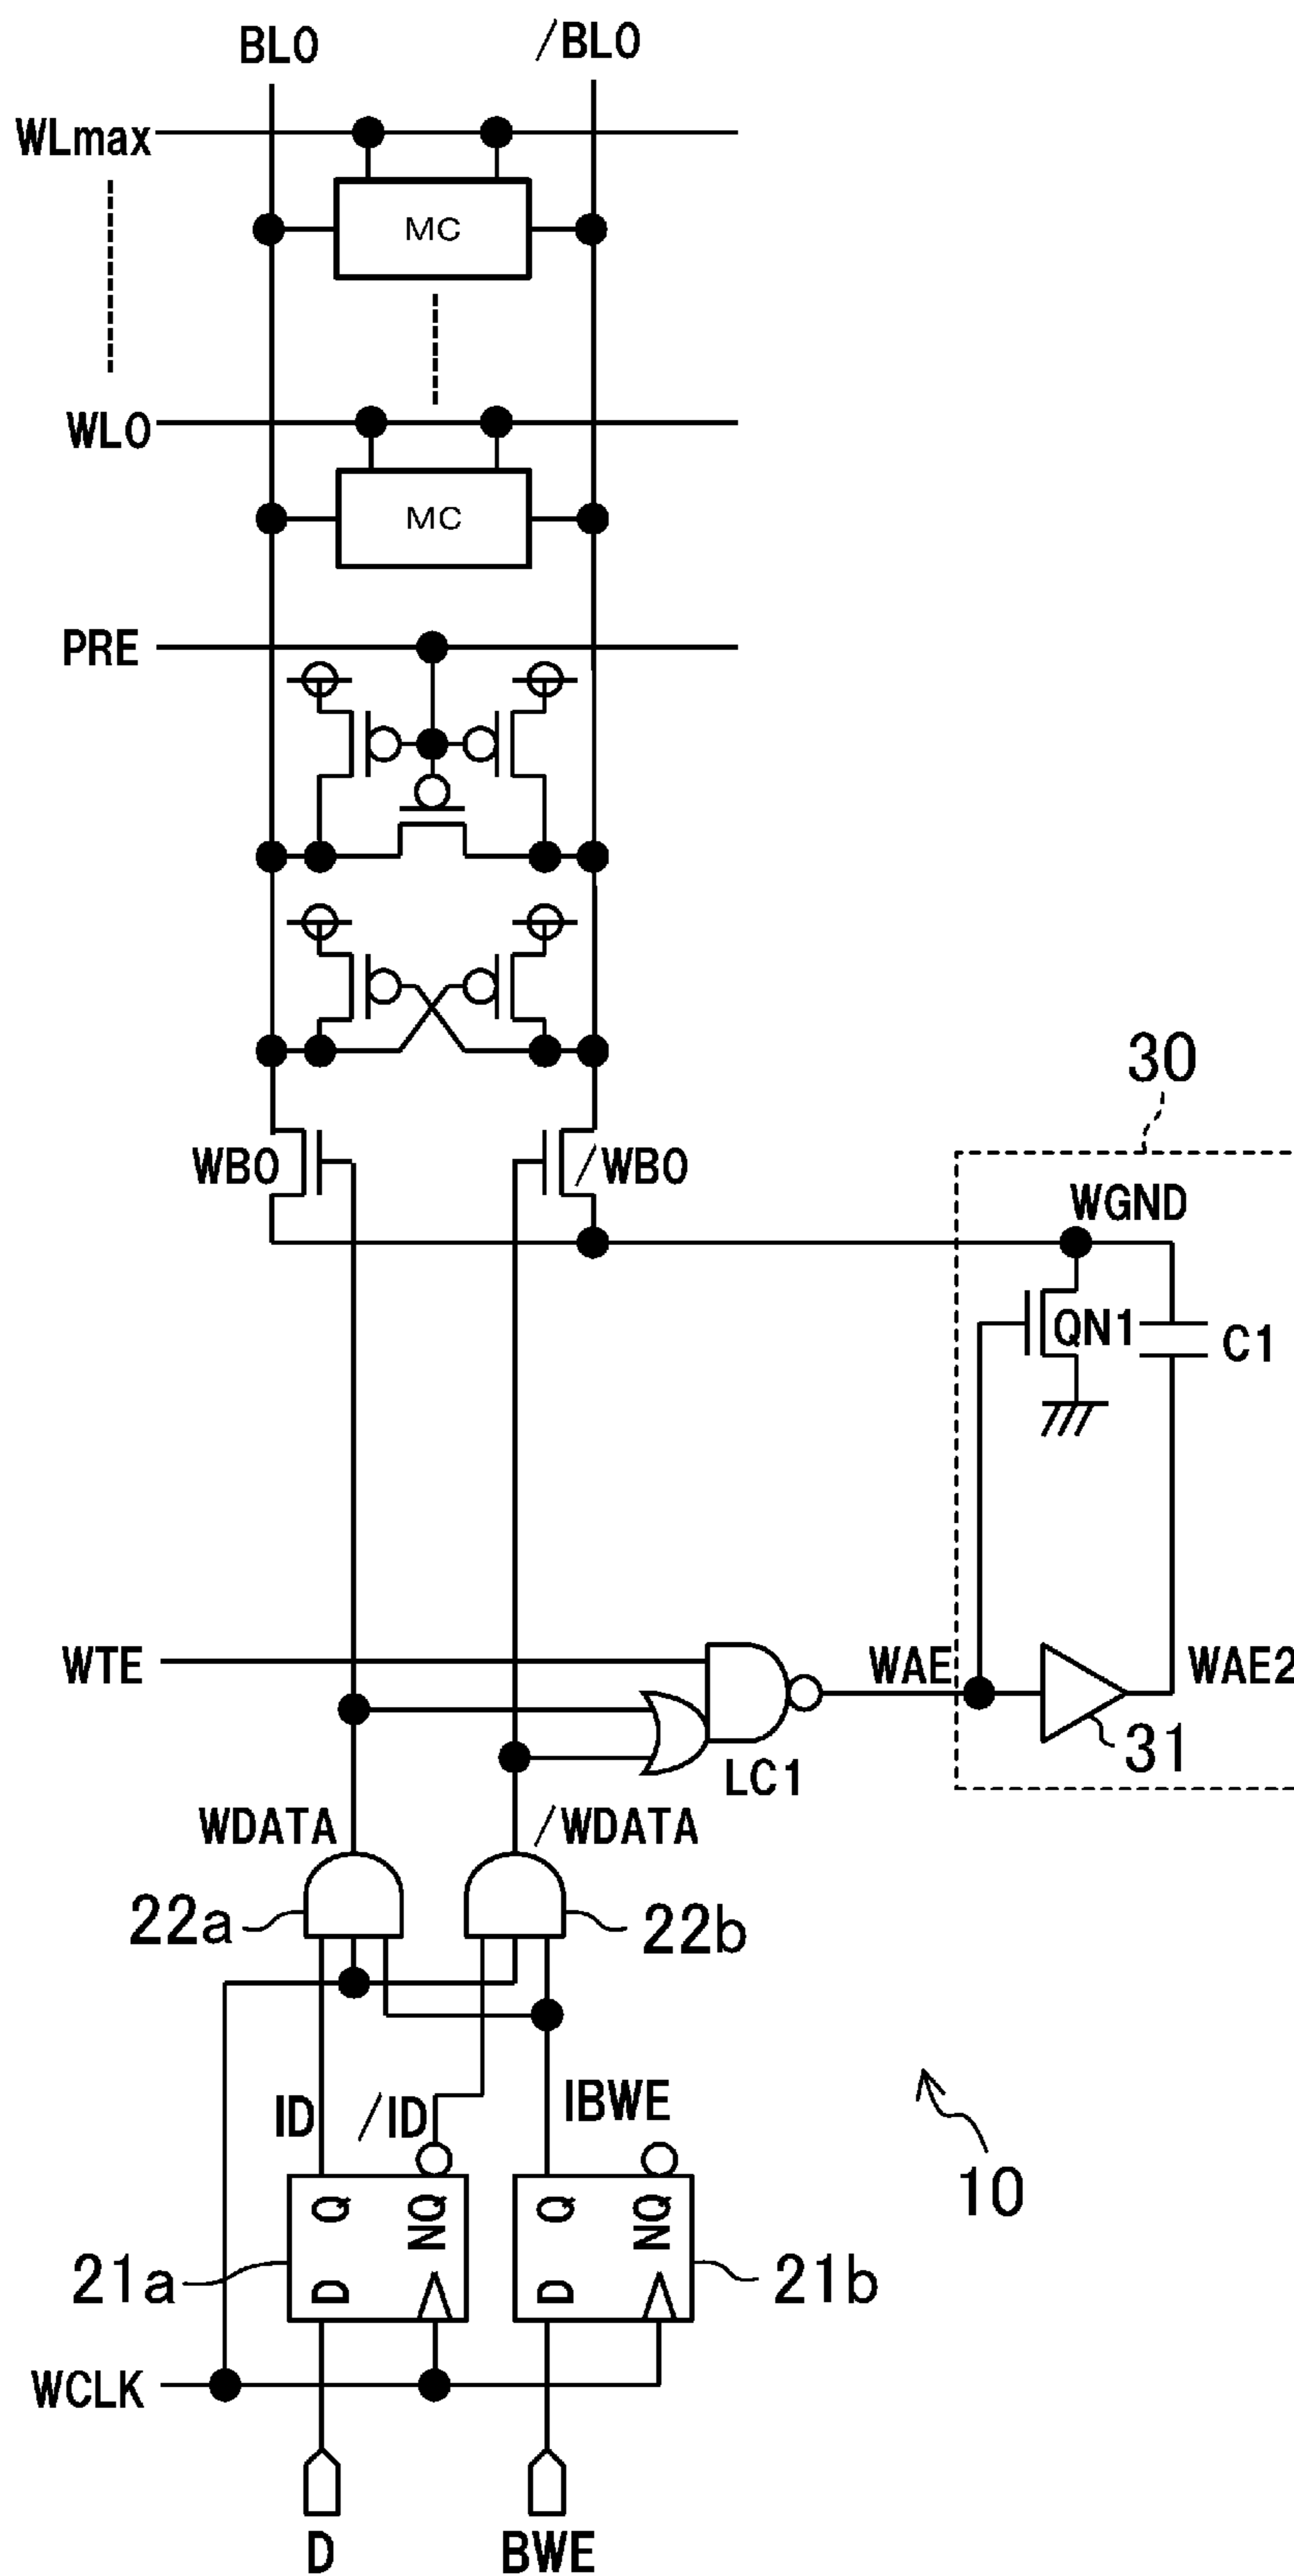 BL0 /BL0
WLmax
MC
WL0
MC
PRE
30
WB0 /WB0
WGND
QN1 C1
WTE
WAE
WAE2
LC1
31
WDATA /WDATA
22a 22b
ID /ID IBWE
10
Q NQ Q NQ
D D
21a 21b
WCLK
D BWE